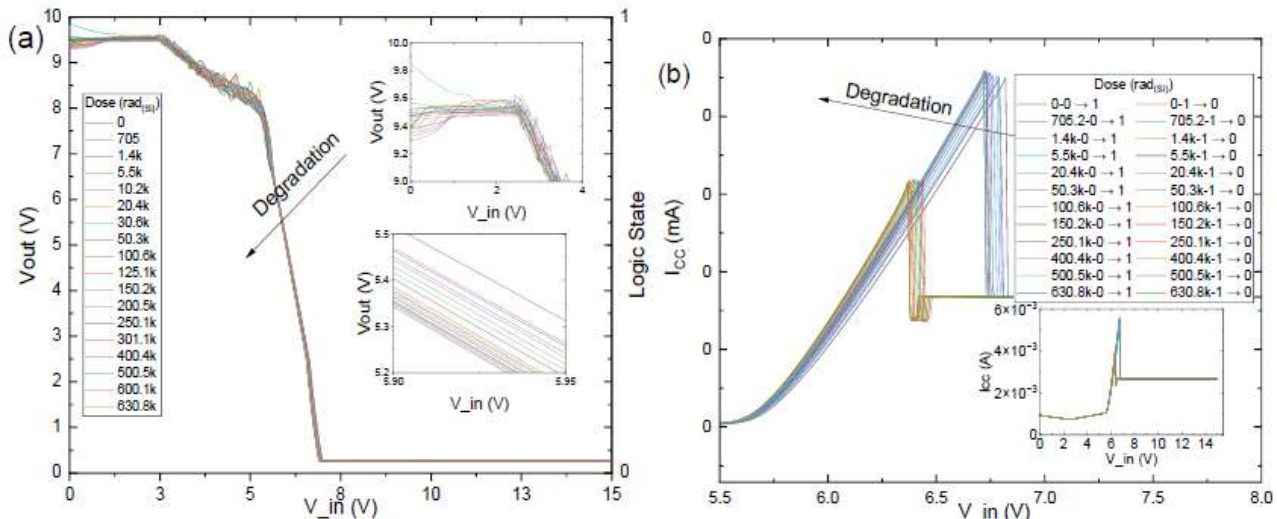 (a)
10
9
8
7
6
5
4
3
2
1
0
Vout (V)
0 3 5 8 10 13 15
V_in (V)
1
0
Logic State
Dose (rad(Si))
0
705
1.4k
5.5k
10.2k
20.4k
30.6k
50.3k
100.6k
125.1k
150.2k
200.5k
250.1k
301.1k
400.4k
500.5k
600.1k
630.8k
Degradation
10.0
9.8
9.6
9.4
9.2
9.0
Vout (V)
0 2 4
V_in (V)
5.5
5.4
5.3
5.2
Vout (V)
5.90 5.95
V_in (V)
(b)
0
0
0
0
0
0
I_CC (mA)
5.5 6.0 6.5 7.0 7.5 8.0
V_in (V)
Degradation
Dose (rad(Si))
0-0 → 1 0-1 → 0
705.2-0 → 1 705.2-1 → 0
1.4k-0 → 1 1.4k-1 → 0
5.5k-0 → 1 5.5k-1 → 0
20.4k-0 → 1 20.4k-1 → 0
50.3k-0 → 1 50.3k-1 → 0
100.6k-0 → 1 100.6k-1 → 0
150.2k-0 → 1 150.2k-1 → 0
250.1k-0 → 1 250.1k-1 → 0
400.4k-0 → 1 400.4k-1 → 0
500.5k-0 → 1 500.5k-1 → 0
630.8k-0 → 1 630.8k-1 → 0
6×10⁻³
4×10⁻³
2×10⁻³
0
Icc (A)
0 2 4 6 8 10 12 14
V_in (V)